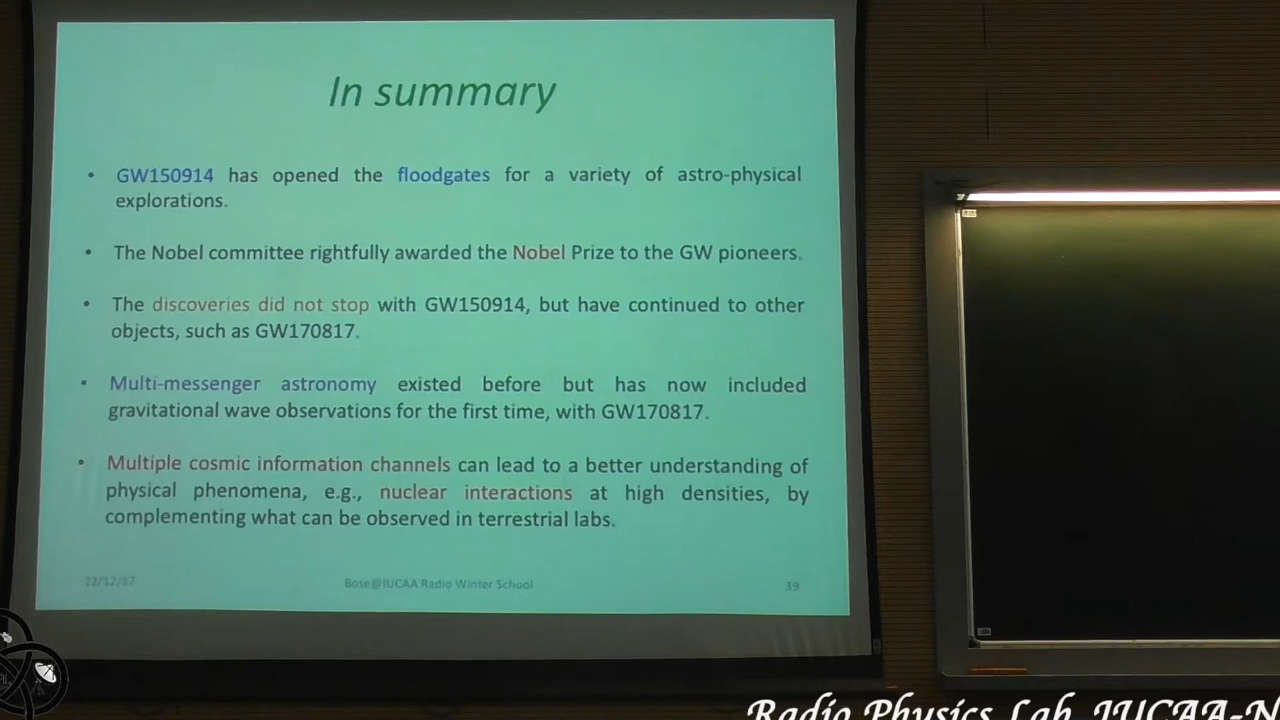 In summary
• GW150914 has opened the floodgates for a variety of astro-physical
explorations.
• The Nobel committee rightfully awarded the Nobel Prize to the GW pioneers.
• The discoveries did not stop with GW150914, but have continued to other
objects, such as GW170817.
• Multi-messenger astronomy existed before but has now included
gravitational wave observations for the first time, with GW170817.
• Multiple cosmic information channels can lead to a better understanding of
physical phenomena, e.g., nuclear interactions at high densities, by
complementing what can be observed in terrestrial labs.
22/12/17 Bose@IUCAA Radio Winter School 39
Radio Physics Lab, IUCAA-N